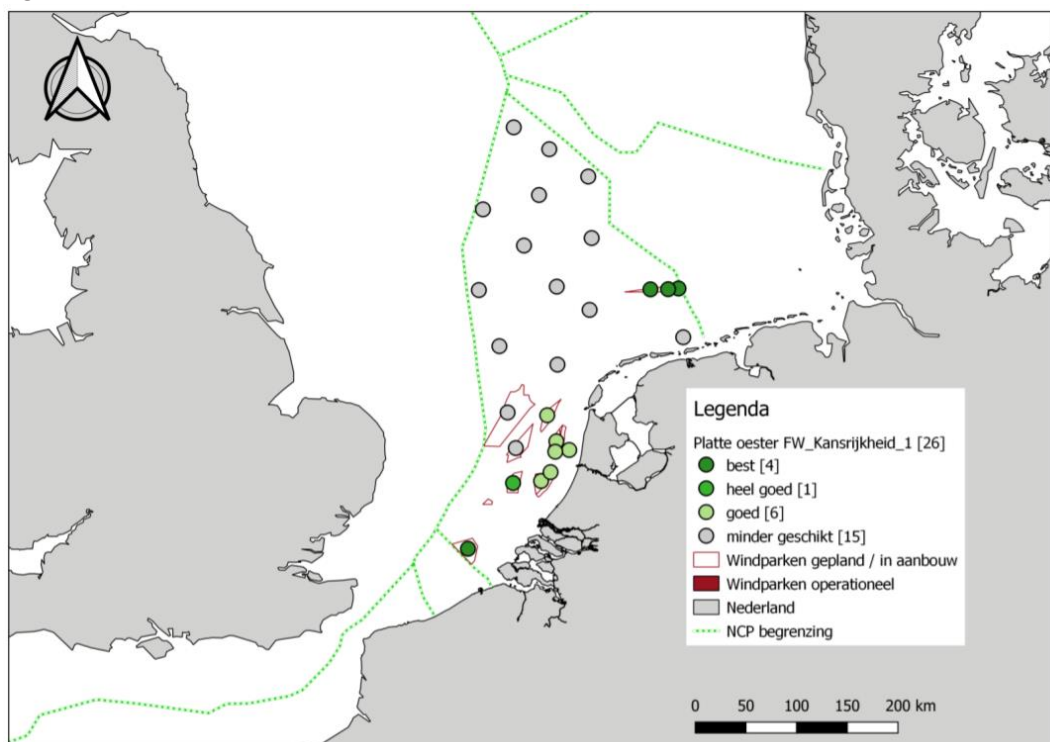 Legenda
Platte oester FW_Kansrijkheid_1 [26]
best [4]
heel goed [1]
goed [6]
minder geschikt [15]
Windparken gepland / in aanbouw
Windparken operationeel
Nederland
NCP begrenzing
0 50 100 150 200 km